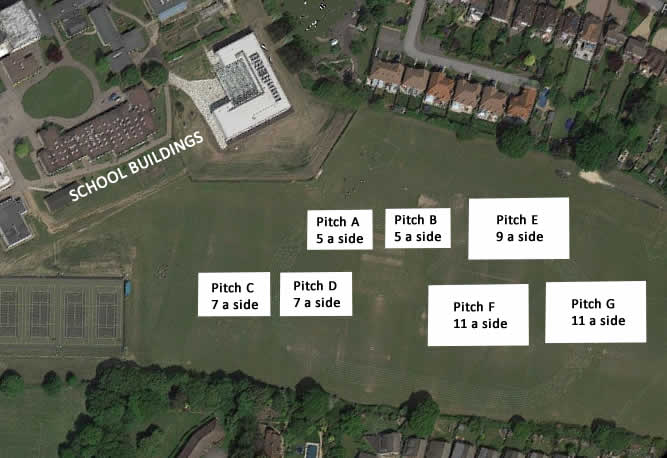 SCHOOL BUILDINGS
Pitch A
5 a side
Pitch B
5 a side
Pitch E
9 a side
Pitch C
7 a side
Pitch D
7 a side
Pitch F
11 a side
Pitch G
11 a side